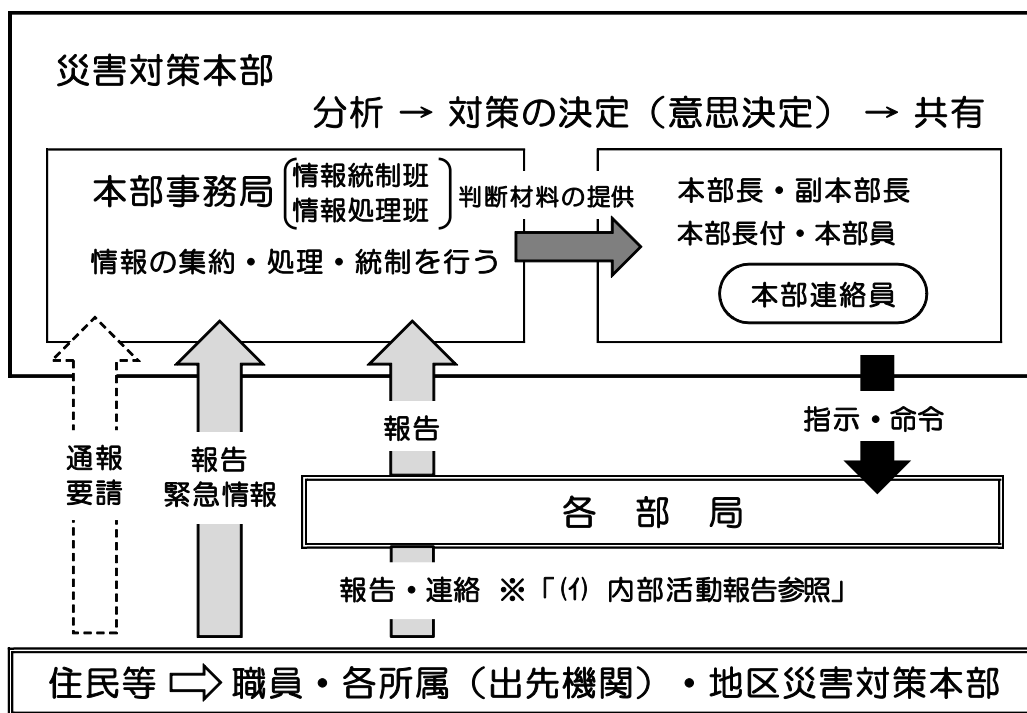 災害対策本部
分析 → 対策の決定（意思決定） → 共有
本部事務局
情報統制班
情報処理班
情報の集約・処理・統制を行う
判断材料の提供
本部長・副本部長
本部長付・本部員
本部連絡員
通報
要請
報告
緊急情報
報告
指示・命令
各 部 局
報告・連絡 ※「(ｲ) 内部活動報告参照」
住民等 ⇨ 職員・各所属（出先機関）・地区災害対策本部